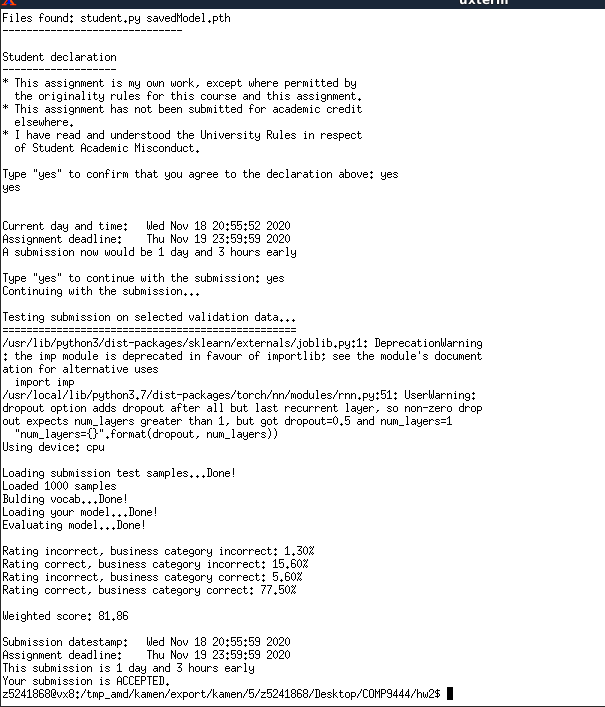 uxterm
Files found: student.py savedModel.pth
------------------------------
Student declaration
-------------------
* This assignment is my own work, except where permitted by
the originality rules for this course and this assignment.
* This assignment has not been submitted for academic credit
elsewhere.
* I have read and understood the University Rules in respect
of Student Academic Misconduct.
Type "yes" to confirm that you agree to the declaration above: yes
yes
Current day and time:   Wed Nov 18 20:55:52 2020
Assignment deadline:    Thu Nov 19 23:59:59 2020
A submission now would be 1 day and 3 hours early
Type "yes" to continue with the submission: yes
Continuing with the submission...
Testing submission on selected validation data...
=================================================
/usr/lib/python3/dist-packages/sklearn/externals/joblib.py:1: DeprecationWarning
: the imp module is deprecated in favour of importlib; see the module's document
ation for alternative uses
import imp
/usr/local/lib/python3.7/dist-packages/torch/nn/modules/rnn.py:51: UserWarning:
dropout option adds dropout after all but last recurrent layer, so non-zero drop
out expects num_layers greater than 1, but got dropout=0.5 and num_layers=1
"num_layers={}".format(dropout, num_layers))
Using device: cpu
Loading submission test samples...Done!
Loaded 1000 samples
Bulding vocab...Done!
Loading your model...Done!
Evaluating model...Done!
Rating incorrect, business category incorrect: 1.30%
Rating correct, business category incorrect: 15.60%
Rating incorrect, business category correct: 5.60%
Rating correct, business category correct: 77.50%
Weighted score: 81.86
Submission datestamp:   Wed Nov 18 20:55:59 2020
Assignment deadline:    Thu Nov 19 23:59:59 2020
This submission is 1 day and 3 hours early
Your submission is ACCEPTED.
z5241868@vx8:/tmp_amd/kamen/export/kamen/5/z5241868/Desktop/COMP9444/hw2$